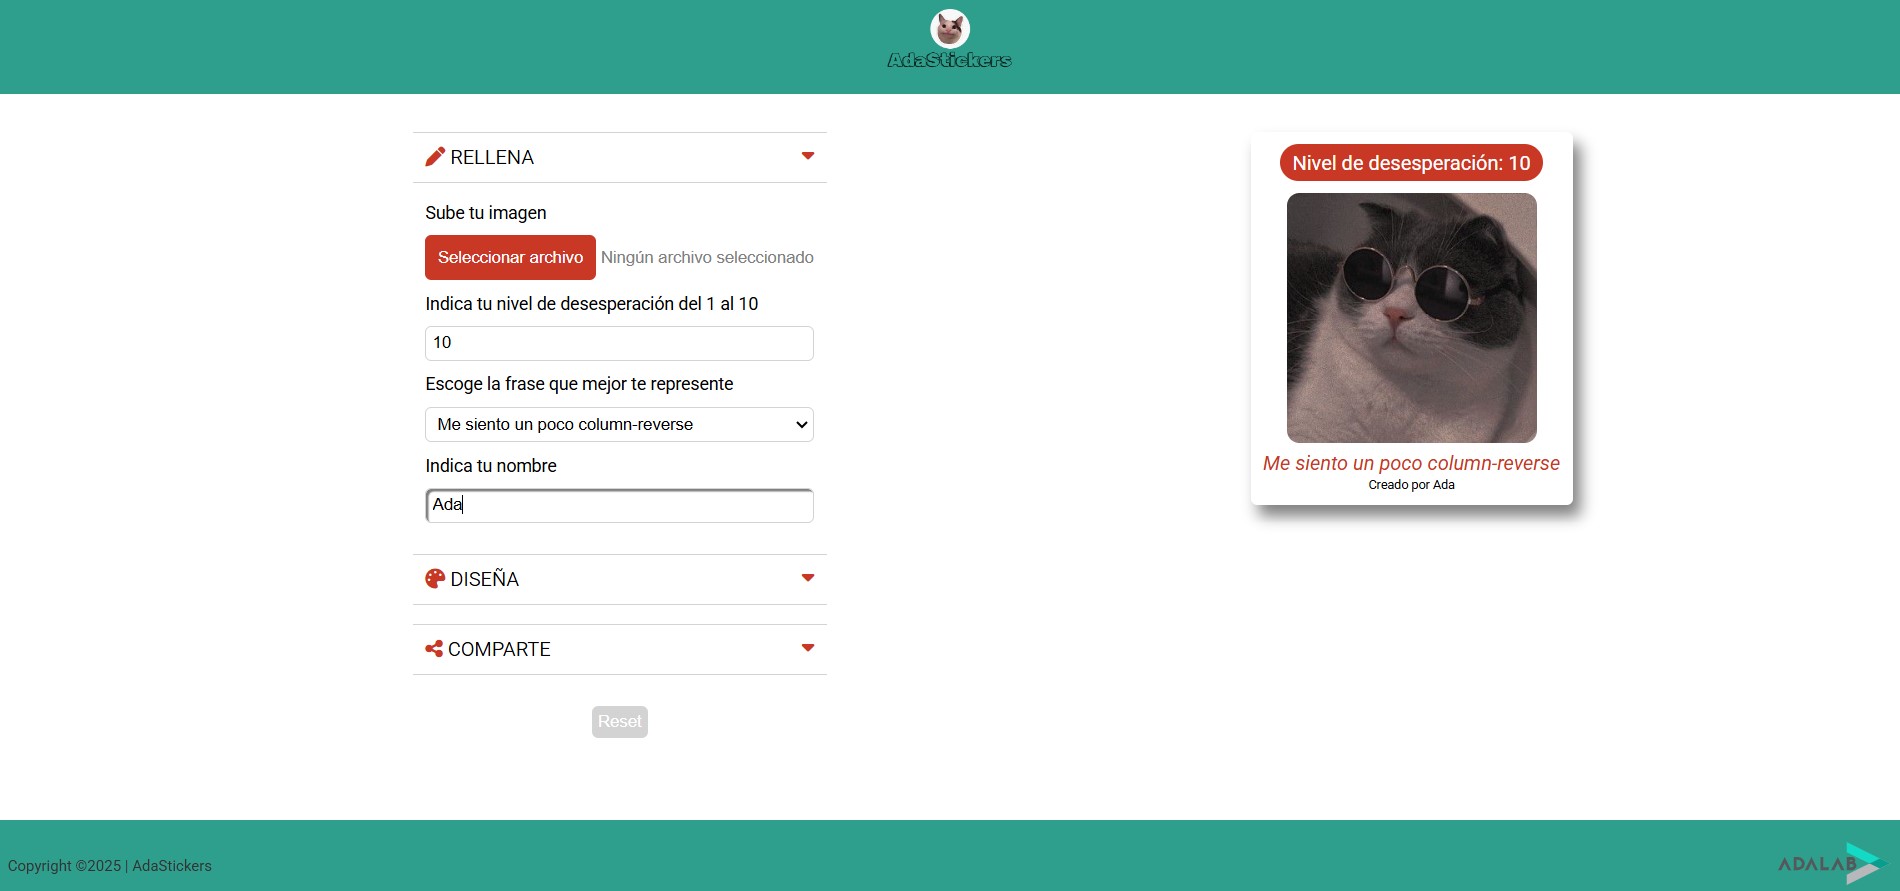 AdaStickers
RELLENA
Sube tu imagen
Seleccionar archivo Ningún archivo seleccionado
Indica tu nivel de desesperación del 1 al 10
10
Escoge la frase que mejor te represente
Me siento un poco column-reverse
Indica tu nombre
Ada
DISEÑA
COMPARTE
Reset
Nivel de desesperación: 10
Me siento un poco column-reverse
Creado por Ada
Copyright ©2025 | AdaStickers
ADALAB